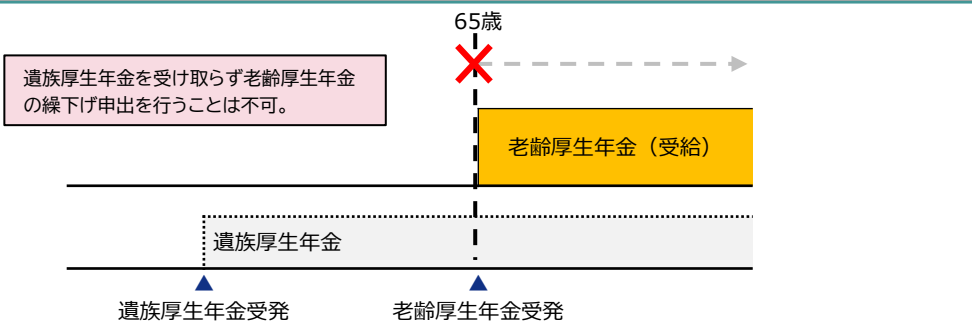 65歳
遺族厚生年金を受け取らず老齢厚生年金
の繰下げ申出を行うことは不可。
老齢厚生年金（受給）
遺族厚生年金
遺族厚生年金受発
老齢厚生年金受発